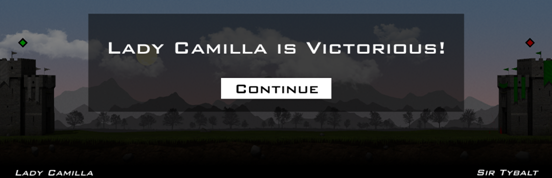 Lady Camilla is Victorious!
Continue
Lady Camilla
Sir Tybalt